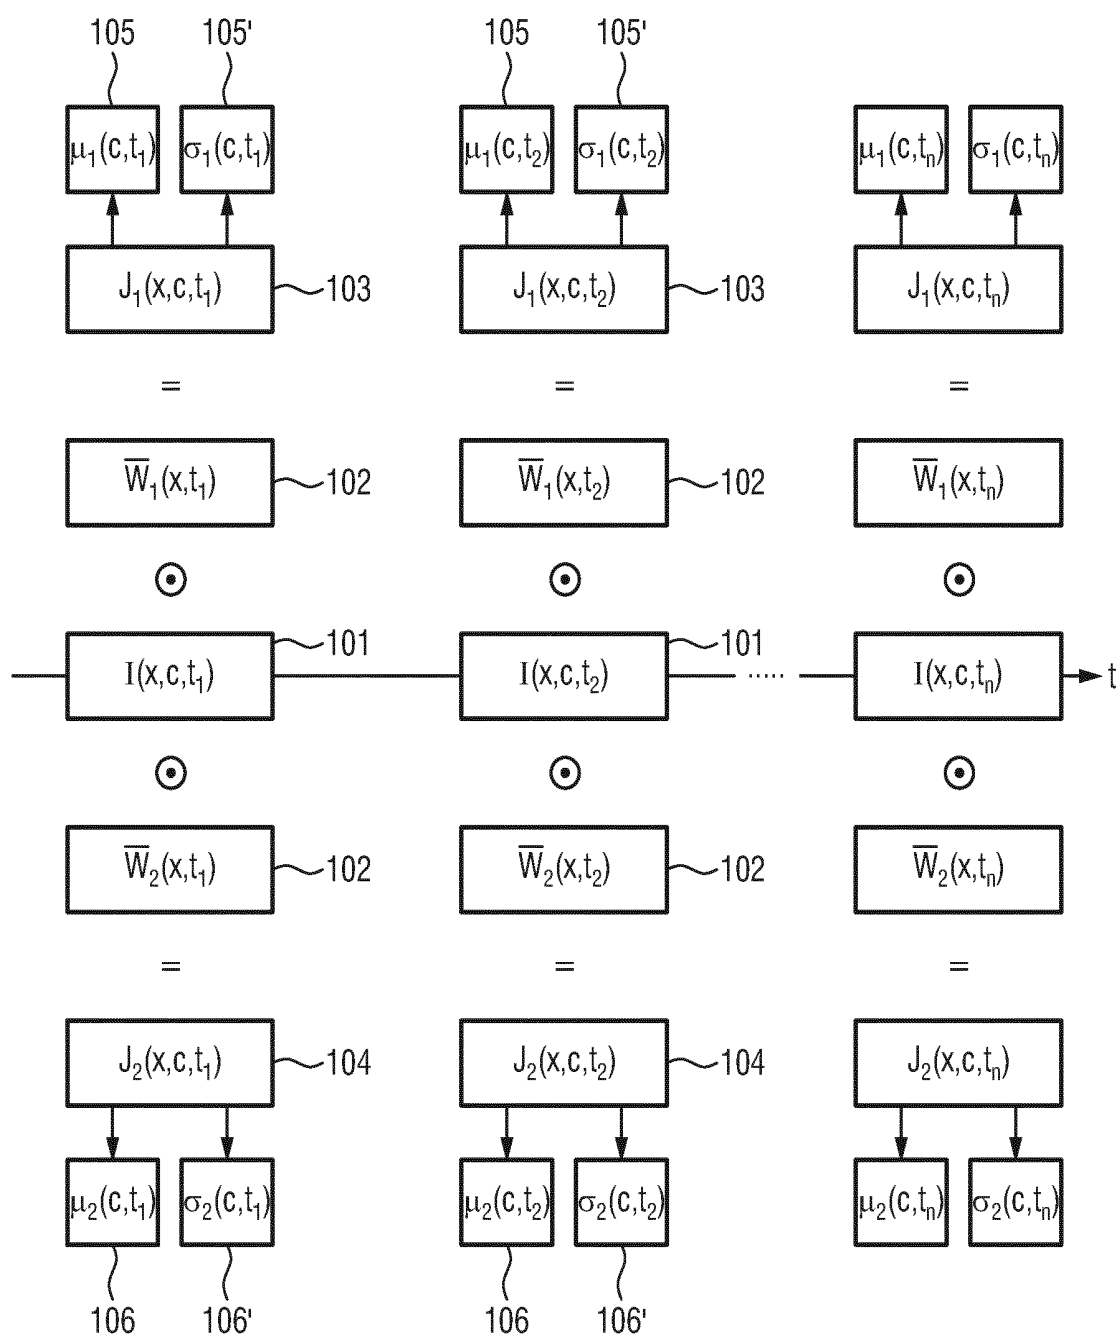 105 105' 105 105'
μ₁(c,t₁) σ₁(c,t₁) μ₁(c,t₂) σ₁(c,t₂) μ₁(c,tₙ) σ₁(c,tₙ)
J₁(x,c,t₁) 103 J₁(x,c,t₂) 103 J₁(x,c,tₙ)
= = =
W̅₁(x,t₁) 102 W̅₁(x,t₂) 102 W̅₁(x,tₙ)
⊙ ⊙ ⊙
I(x,c,t₁) 101 I(x,c,t₂) 101 ..... I(x,c,tₙ) t
⊙ ⊙ ⊙
W̅₂(x,t₁) 102 W̅₂(x,t₂) 102 W̅₂(x,tₙ)
= = =
J₂(x,c,t₁) 104 J₂(x,c,t₂) 104 J₂(x,c,tₙ)
μ₂(c,t₁) σ₂(c,t₁) μ₂(c,t₂) σ₂(c,t₂) μ₂(c,tₙ) σ₂(c,tₙ)
106 106' 106 106'